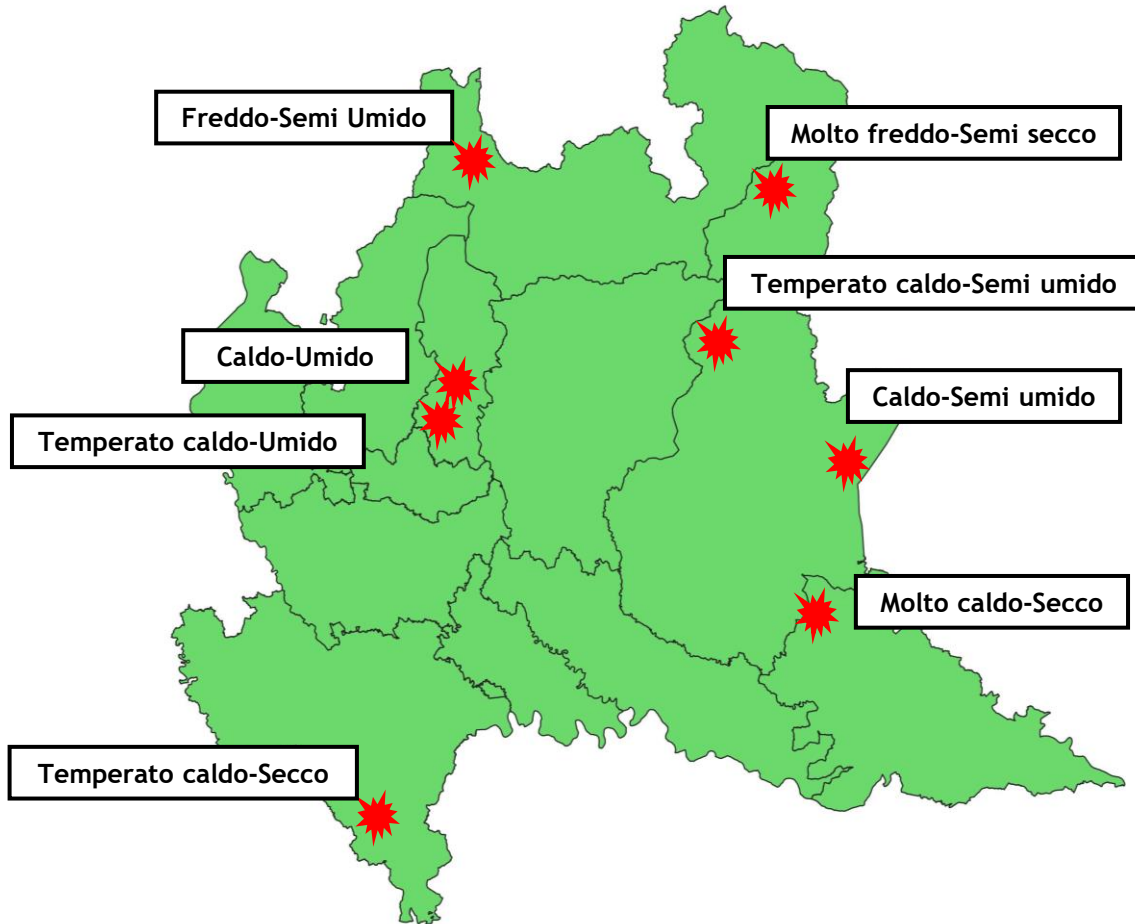 Freddo-Semi Umido
Molto freddo-Semi secco
Temperato caldo-Semi umido
Caldo-Umido
Caldo-Semi umido
Temperato caldo-Umido
Molto caldo-Secco
Temperato caldo-Secco